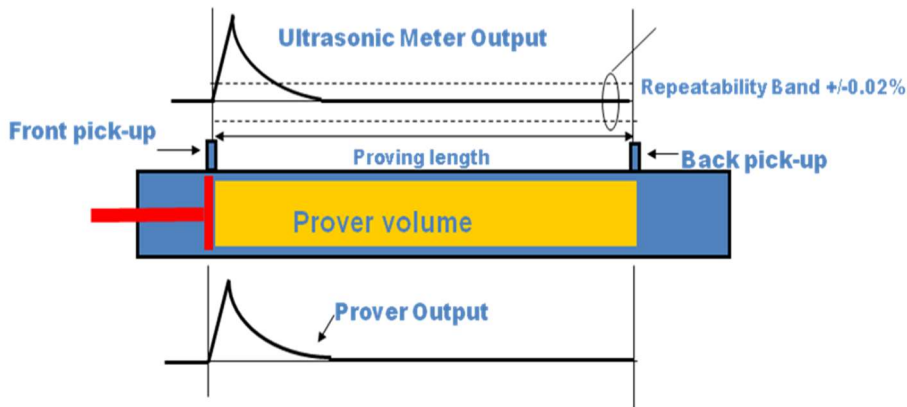 Ultrasonic Meter Output
Repeatability Band +/-0.02%
Front pick-up
Proving length
Back pick-up
Prover volume
Prover Output